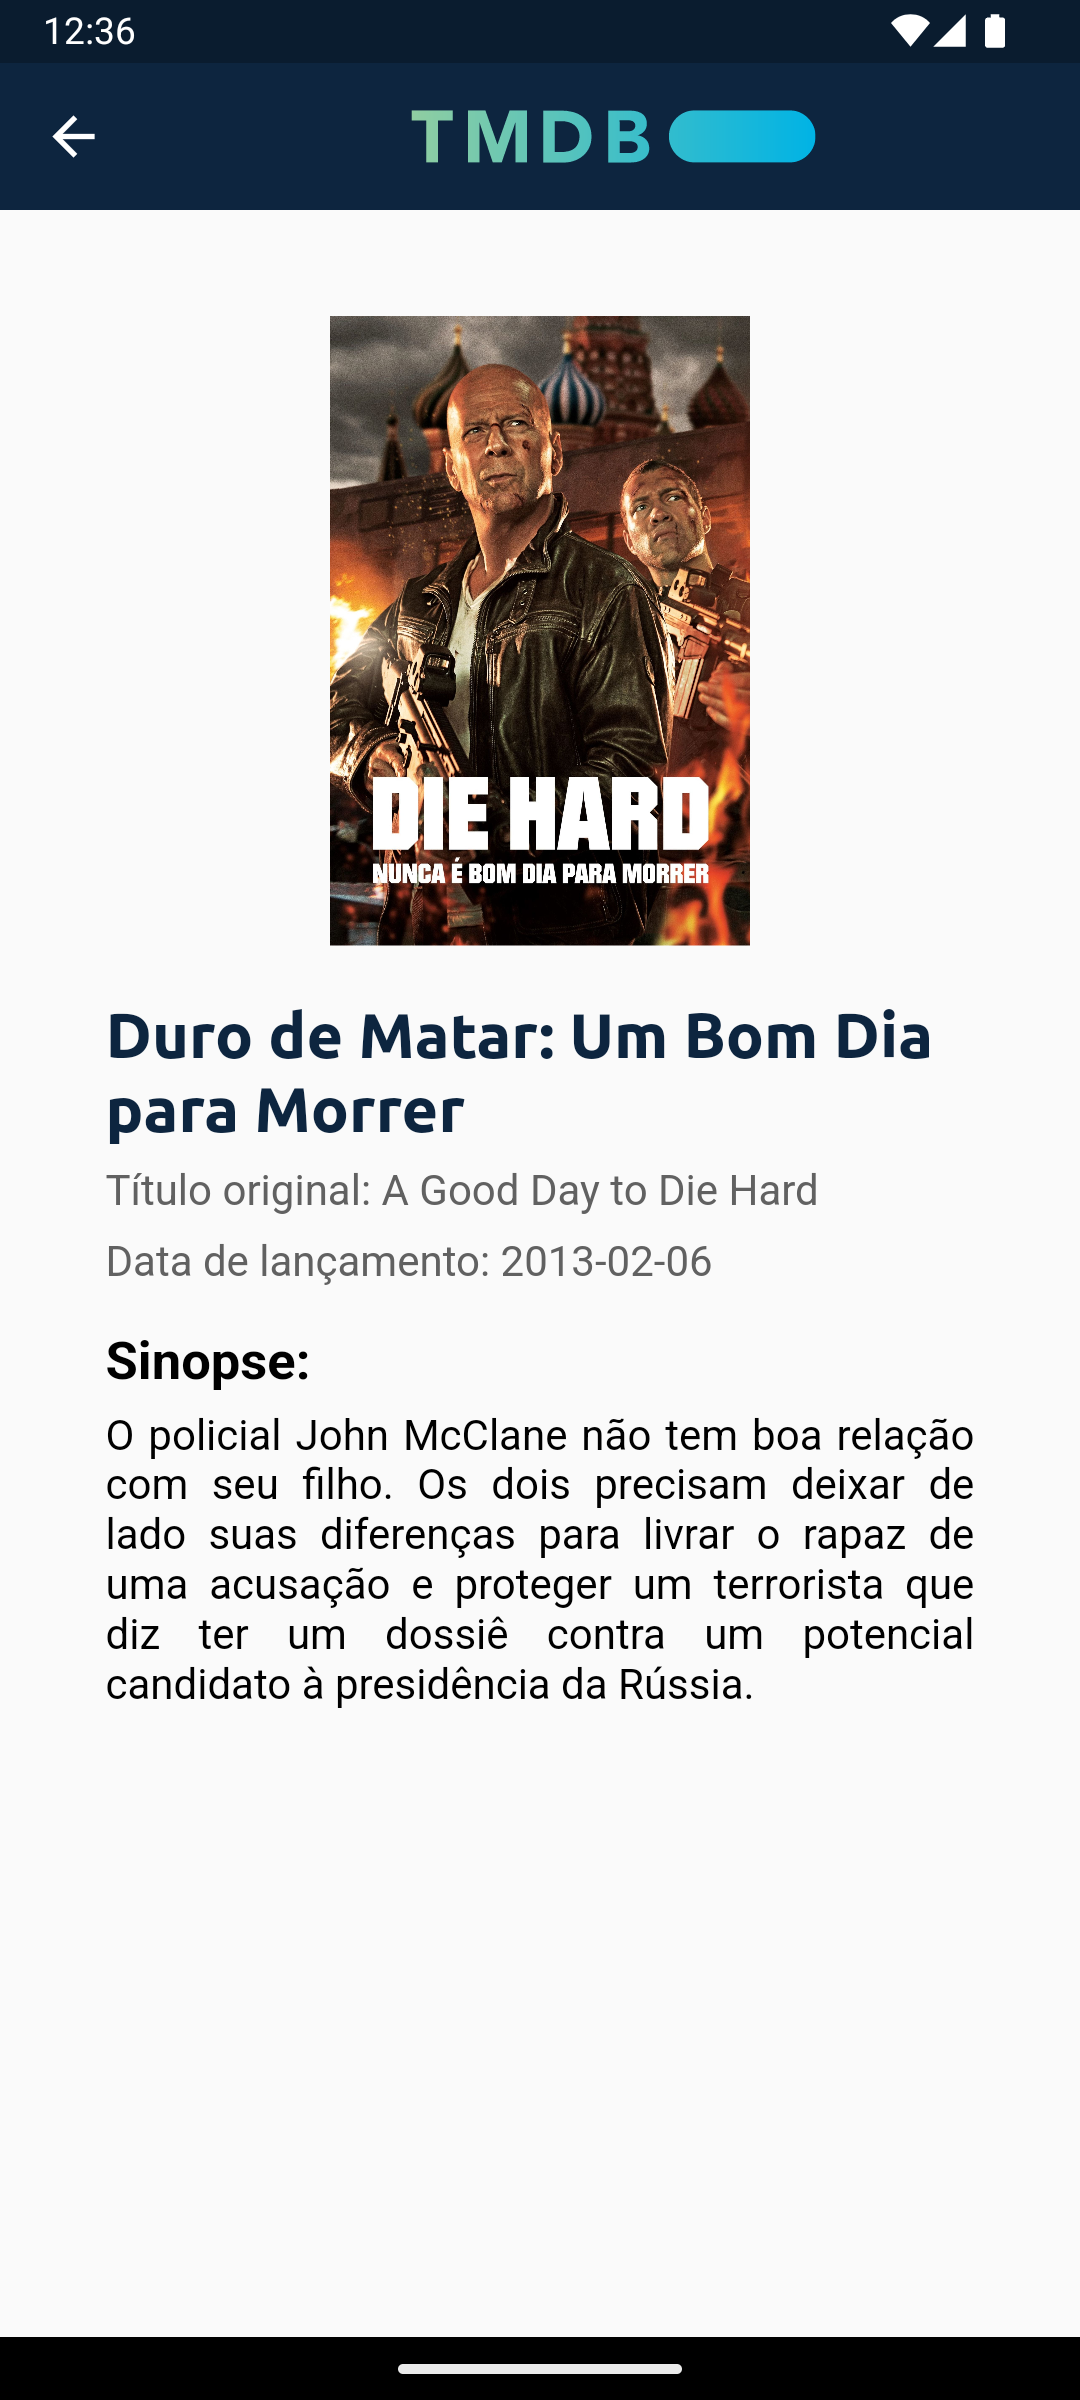 12:36
TMDB
DIE HARD
NUNCA É BOM DIA PARA MORRER
Duro de Matar: Um Bom Dia
para Morrer
Título original: A Good Day to Die Hard
Data de lançamento: 2013-02-06
Sinopse:
O policial John McClane não tem boa relação
com seu filho. Os dois precisam deixar de
lado suas diferenças para livrar o rapaz de
uma acusação e proteger um terrorista que
diz ter um dossiê contra um potencial
candidato à presidência da Rússia.